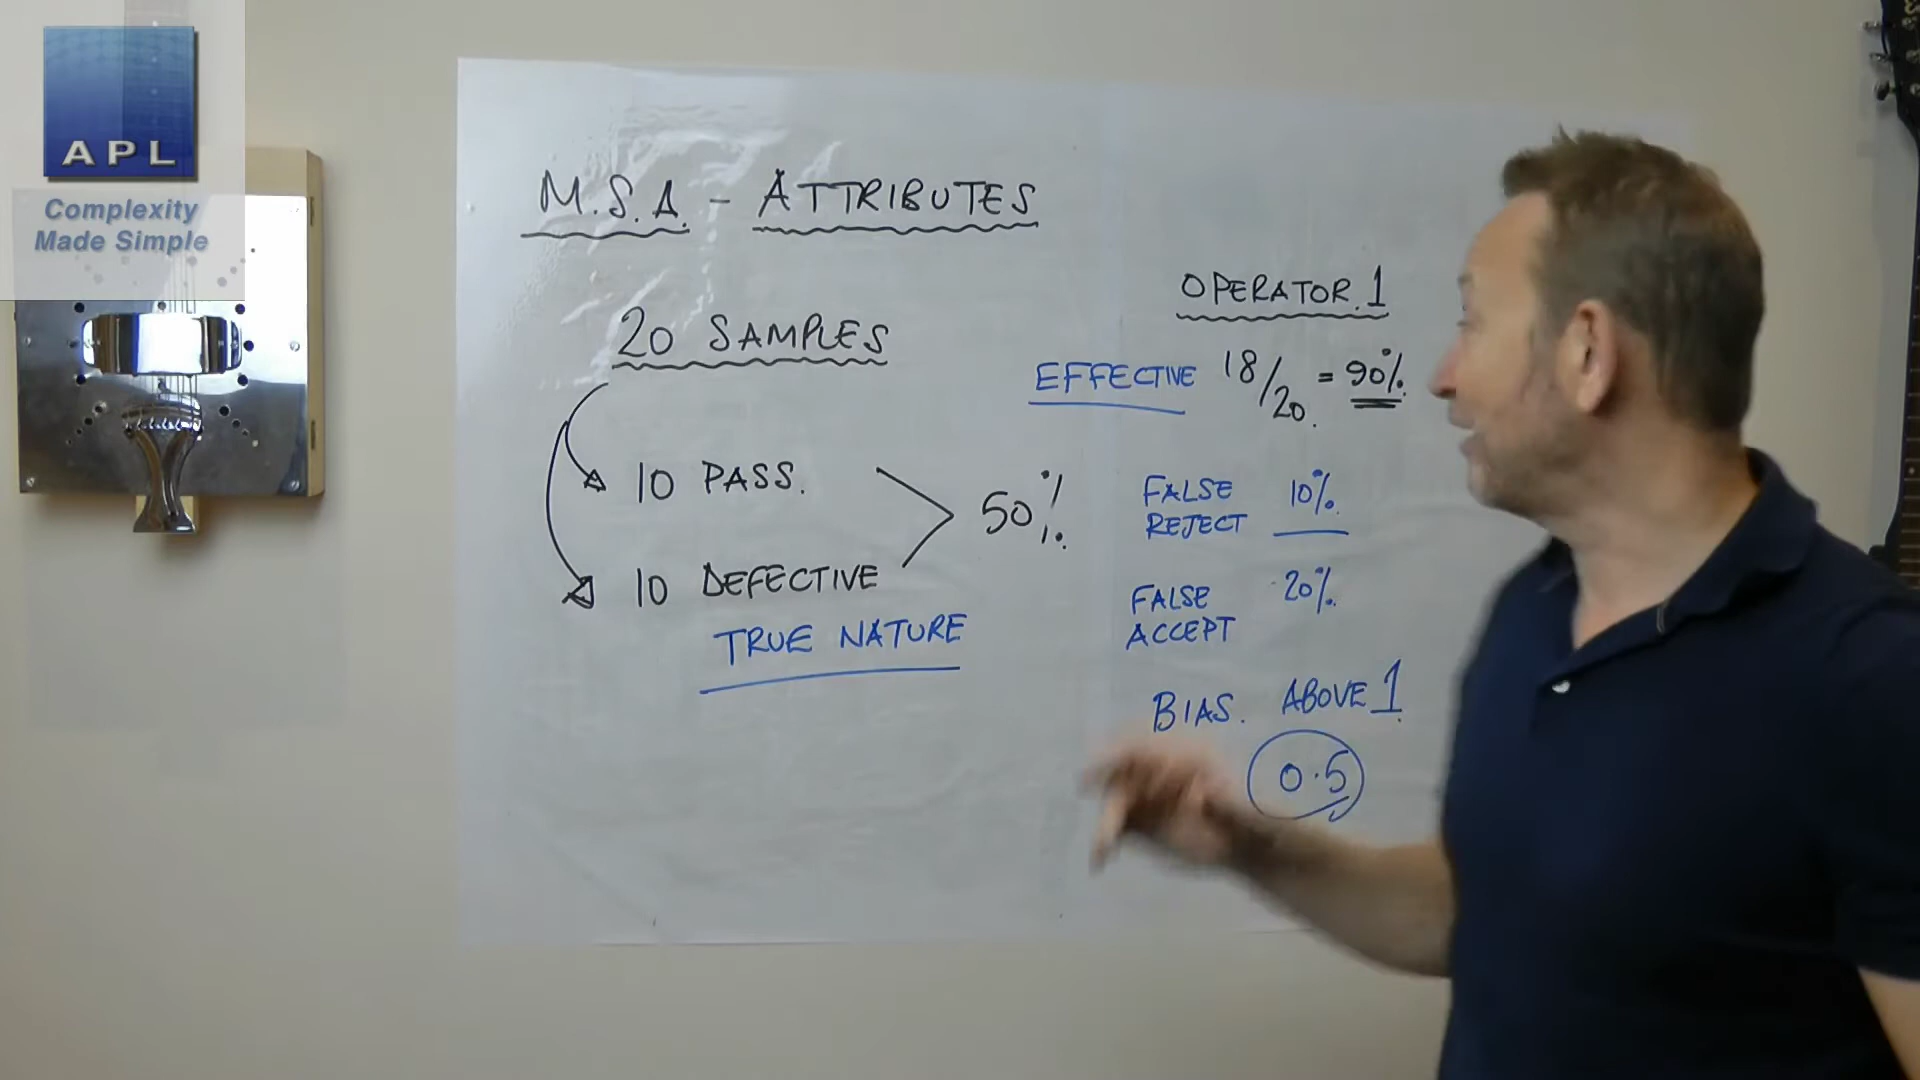 APL
Complexity
Made Simple
M.S.A. - ATTRIBUTES
20 SAMPLES
10 PASS.
10 DEFECTIVE
50%.
TRUE NATURE
OPERATOR.1
EFFECTIVE 18/20. = 90%.
FALSE 10%.
REJECT
FALSE 20%.
ACCEPT
BIAS. ABOVE 1.
0.5